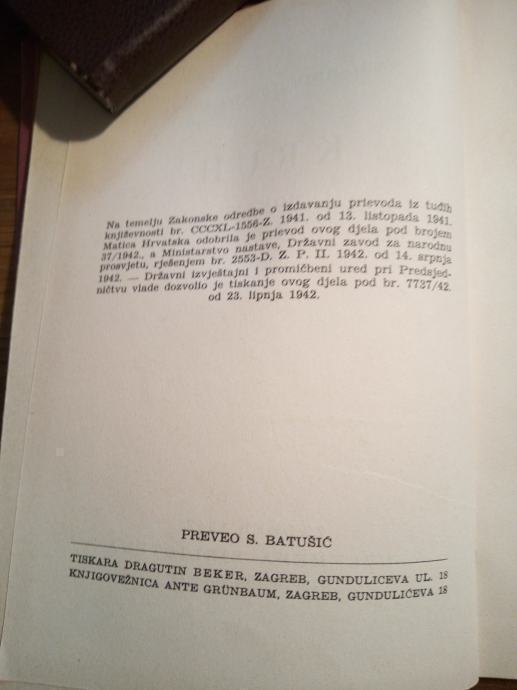 Na temelju Zakonske odredbe o izdavanju prievoda iz tuđih
književnosti br. CCCXL-1556-Z. 1941. od 13. listopada 1941.
Matica Hrvatska odobrila je prievod ovog djela pod brojem
37/1942., a Ministarstvo nastave, Državni zavod za narodnu
prosvjetu, rješenjem br. 2553-D. Z. P. II. 1942. od 14. srpnja
1942. — Državni izvještajni i promičbeni ured pri Predsjed-
ničtvu vlade dozvolio je tiskanje ovog djela pod br. 7737/42.
od 23. lipnja 1942.
PREVEO S. BATUŠIĆ
TISKARA DRAGUTIN BEKER, ZAGREB, GUNDULICEVA UL. 18
KNJIGOVEŽNICA ANTE GRÜNBAUM, ZAGREB, GUNDULIĆEVA 18